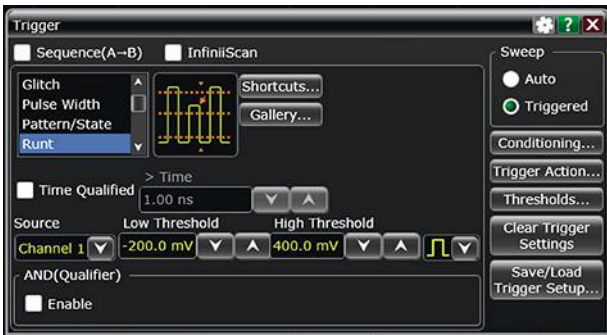 Trigger
? X
Sequence(A→B) InfiniiScan
Glitch
Pulse Width
Pattern/State
Runt
Shortcuts...
Gallery...
> Time
Time Qualified 1.00 ns
Source Low Threshold High Threshold
Channel 1 -200.0 mV 400.0 mV
AND(Qualifier)
Enable
Sweep
Auto
Triggered
Conditioning...
Trigger Action...
Thresholds...
Clear Trigger
Settings
Save/Load
Trigger Setup...